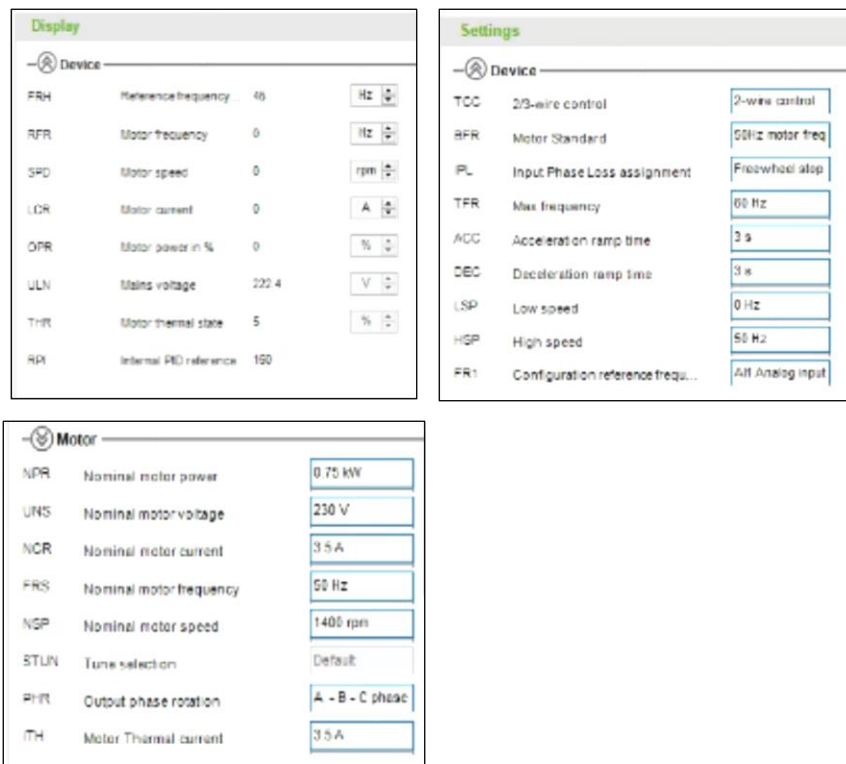 Display
Device
FRH Reference frequency... 46 Hz
RFR Motor frequency 0 Hz
SPD Motor speed 0 rpm
LCR Motor current 0 A
OPR Motor power in % 0 %
ULN Mains voltage 222.4 V
THR Motor thermal state 5 %
RPI Internal PID reference 150
Settings
Device
TCC 2/3-wire control 2-wire control
BFR Motor Standard 50Hz motor freq
IPL Input Phase Loss assignment Freewheel stop
TFR Max frequency 60 Hz
ACC Acceleration ramp time 3 s
DEC Deceleration ramp time 3 s
LSP Low speed 0 Hz
HSP High speed 50 Hz
FR1 Configuration reference frequ... AI1 Analog input
Motor
NPR Nominal motor power 0.75 kW
UNS Nominal motor voltage 230 V
NCR Nominal motor current 3.5 A
FRS Nominal motor frequency 50 Hz
NSP Nominal motor speed 1400 rpm
STUN Tune selection Default
PHR Output phase rotation A - B - C phase
ITH Motor Thermal current 3.5 A